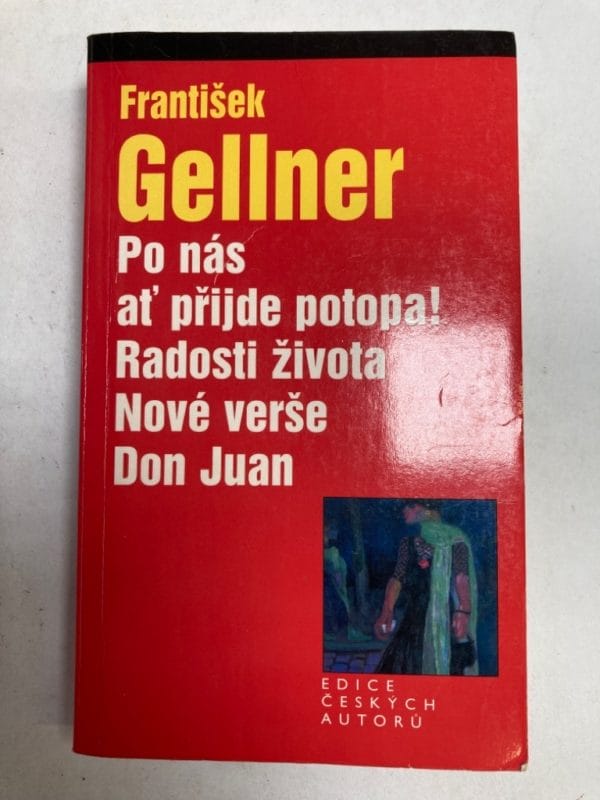 František
Gellner
Po nás
ať přijde potopa!
Radosti života
Nové verše
Don Juan
EDICE
ČESKÝCH
AUTORŮ